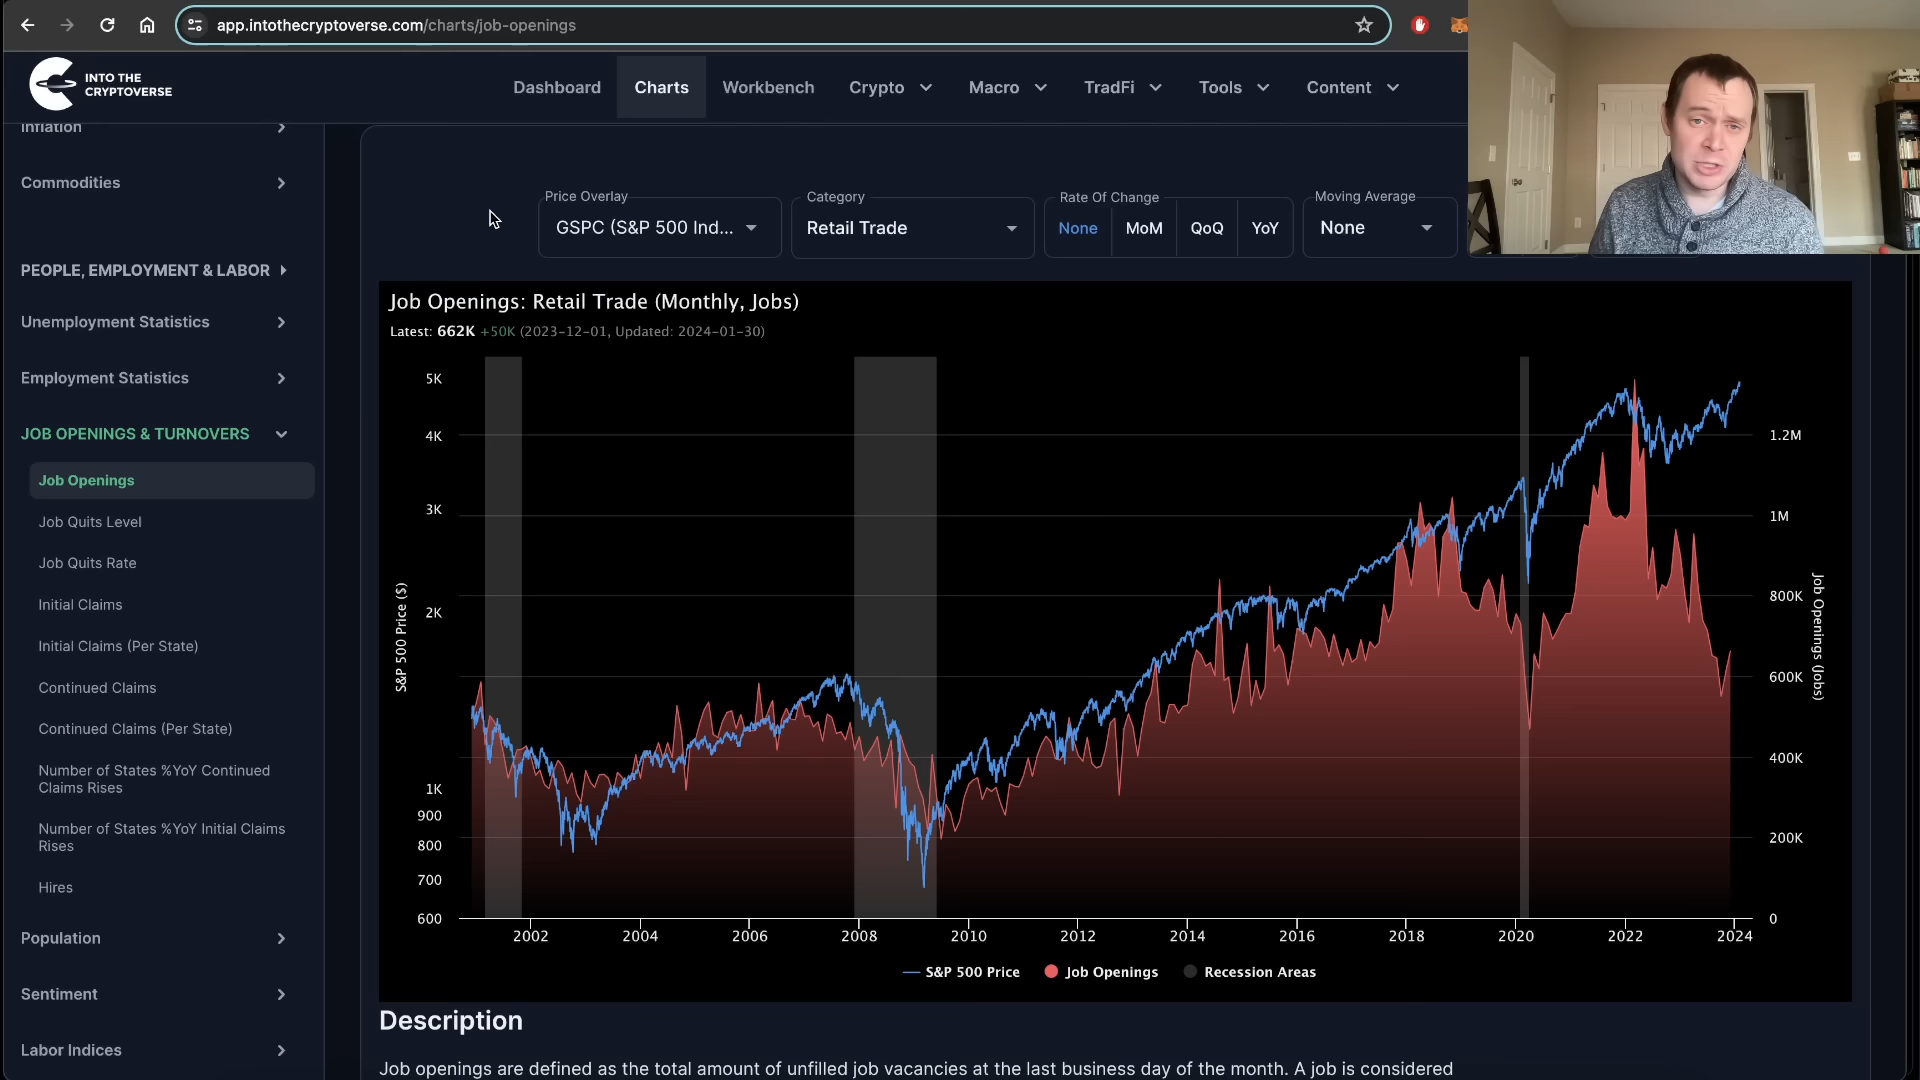 app.intothecryptoverse.com/charts/job-openings
INTO THE
CRYPTOVERSE
Dashboard
Charts
Workbench
Crypto
Macro
TradFi
Tools
Content
Inflation
Commodities
PEOPLE, EMPLOYMENT & LABOR
Unemployment Statistics
Employment Statistics
JOB OPENINGS & TURNOVERS
Job Openings
Job Quits Level
Job Quits Rate
Initial Claims
Initial Claims (Per State)
Continued Claims
Continued Claims (Per State)
Number of States %YoY Continued
Claims Rises
Number of States %YoY Initial Claims
Rises
Hires
Population
Sentiment
Labor Indices
Price Overlay
GSPC (S&P 500 Ind...
Category
Retail Trade
Rate Of Change
None
MoM
QoQ
YoY
Moving Average
None
Job Openings: Retail Trade (Monthly, Jobs)
Latest: 662K +50K (2023-12-01, Updated: 2024-01-30)
5K
4K
3K
2K
1K
900
800
700
600
S&P 500 Price ($)
1.2M
1M
800K
600K
400K
200K
0
Job Openings (Jobs)
2002
2004
2006
2008
2010
2012
2014
2016
2018
2020
2022
2024
S&P 500 Price
Job Openings
Recession Areas
Description
Job openings are defined as the total amount of unfilled job vacancies at the last business day of the month. A job is considered